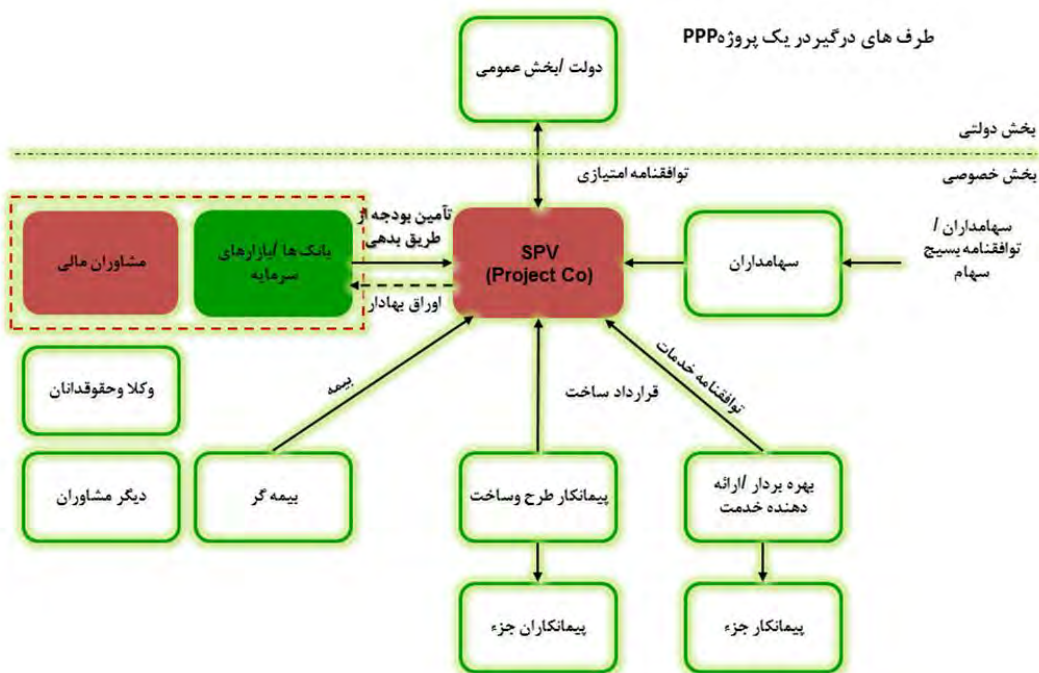 طرف های درگیر در یک پروژه PPP
دولت /بخش عمومی
بخش دولتی
بخش خصوصی
توافقنامه امتیازی
سهامداران /
توافقنامه بسیج
سهام
سهامداران
SPV
(Project Co)
تأمین بودجه از
طریق بدهی
اوراق بهادار
بانک ها /بازارهای
سرمایه
مشاوران مالی
وکلا وحقوقدانان
بیمه
قرارداد ساخت
توافقنامه خدمات
بهره بردار /ارائه
دهنده خدمت
پیمانکار طرح وساخت
بیمه گر
دیگر مشاوران
پیمانکار جزء
پیمانکاران جزء